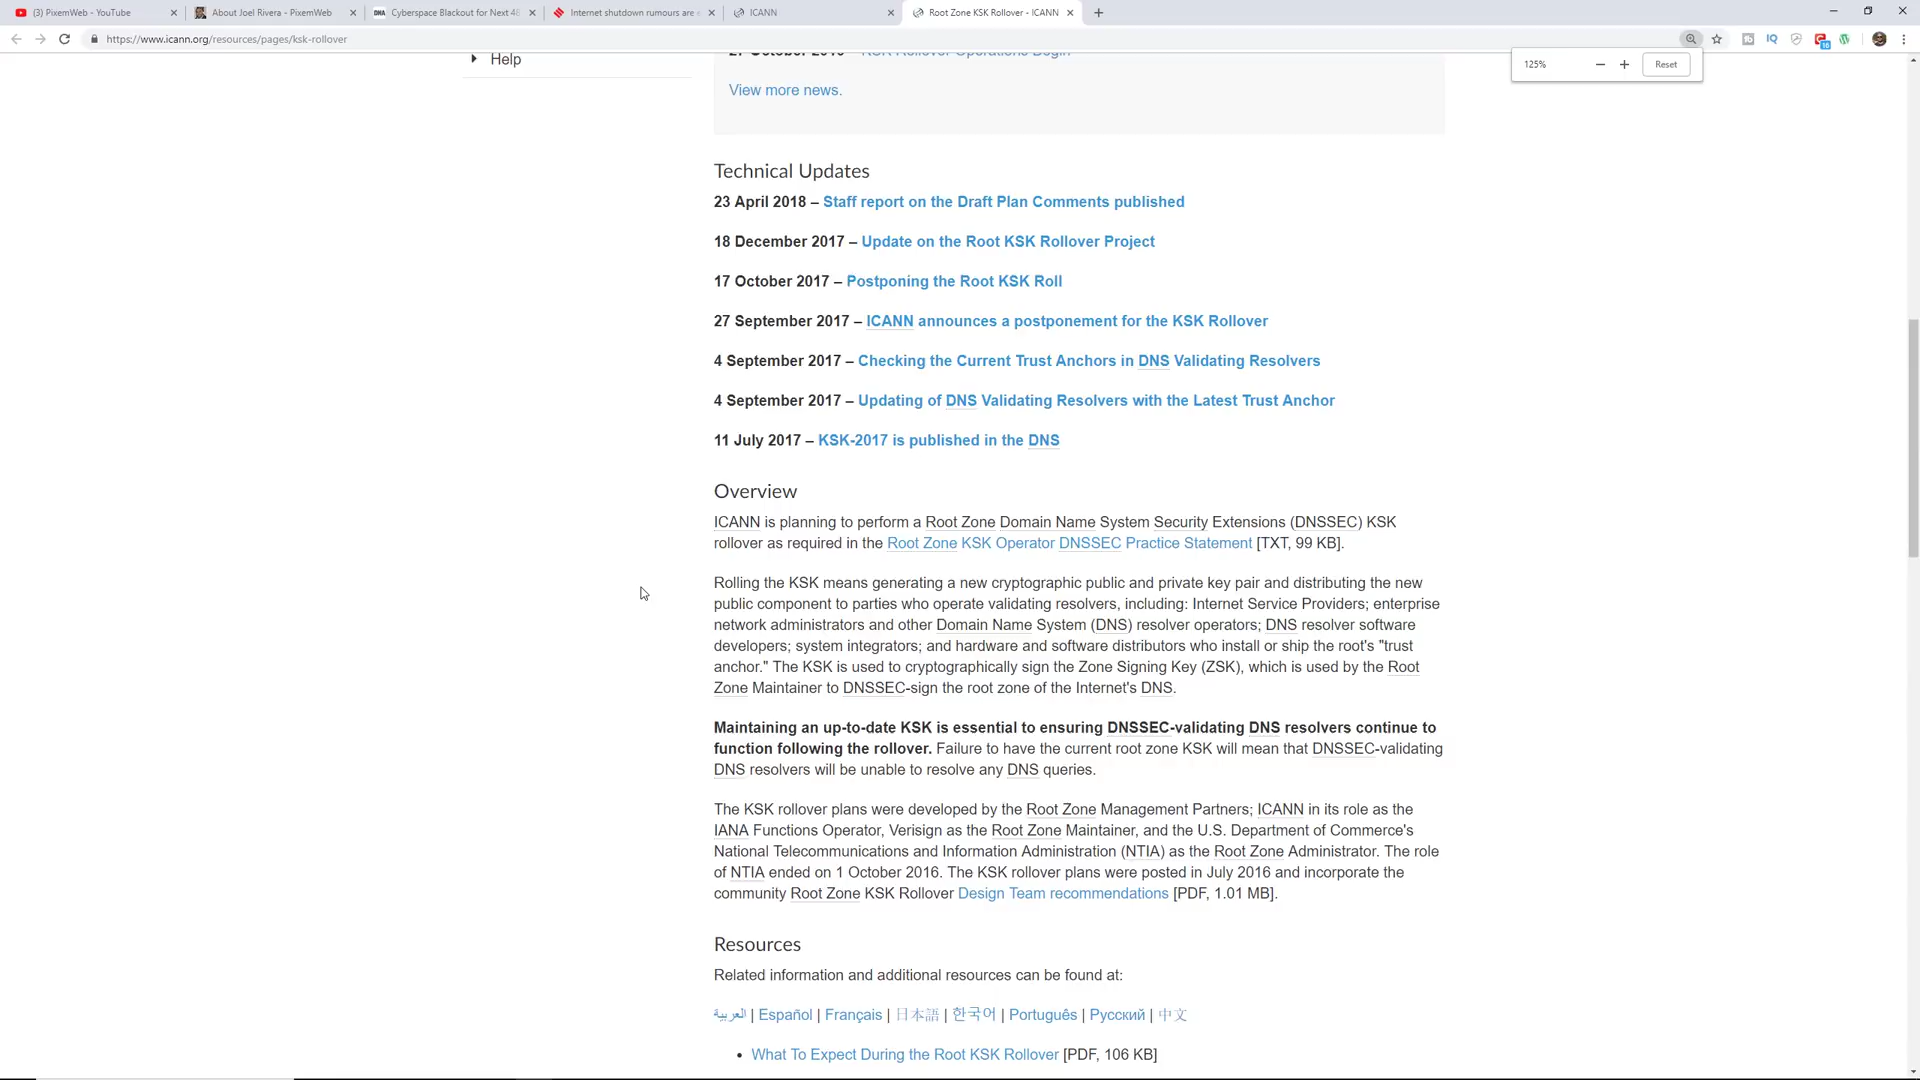 (3) PixemWeb - YouTube
About Joel Rivera - PixemWeb
DNA Cyberspace Blackout for Next 48
Internet shutdown rumours are e
ICANN
Root Zone KSK Rollover - ICANN
https://www.icann.org/resources/pages/ksk-rollover
125%
Reset
Help
KSK Rollover Operations Begin
View more news.
Technical Updates
23 April 2018 – Staff report on the Draft Plan Comments published
18 December 2017 – Update on the Root KSK Rollover Project
17 October 2017 – Postponing the Root KSK Roll
27 September 2017 – ICANN announces a postponement for the KSK Rollover
4 September 2017 – Checking the Current Trust Anchors in DNS Validating Resolvers
4 September 2017 – Updating of DNS Validating Resolvers with the Latest Trust Anchor
11 July 2017 – KSK-2017 is published in the DNS
Overview
ICANN is planning to perform a Root Zone Domain Name System Security Extensions (DNSSEC) KSK
rollover as required in the Root Zone KSK Operator DNSSEC Practice Statement [TXT, 99 KB].
Rolling the KSK means generating a new cryptographic public and private key pair and distributing the new
public component to parties who operate validating resolvers, including: Internet Service Providers; enterprise
network administrators and other Domain Name System (DNS) resolver operators; DNS resolver software
developers; system integrators; and hardware and software distributors who install or ship the root's "trust
anchor." The KSK is used to cryptographically sign the Zone Signing Key (ZSK), which is used by the Root
Zone Maintainer to DNSSEC-sign the root zone of the Internet's DNS.
Maintaining an up-to-date KSK is essential to ensuring DNSSEC-validating DNS resolvers continue to
function following the rollover. Failure to have the current root zone KSK will mean that DNSSEC-validating
DNS resolvers will be unable to resolve any DNS queries.
The KSK rollover plans were developed by the Root Zone Management Partners; ICANN in its role as the
IANA Functions Operator, Verisign as the Root Zone Maintainer, and the U.S. Department of Commerce's
National Telecommunications and Information Administration (NTIA) as the Root Zone Administrator. The role
of NTIA ended on 1 October 2016. The KSK rollover plans were posted in July 2016 and incorporate the
community Root Zone KSK Rollover Design Team recommendations [PDF, 1.01 MB].
Resources
Related information and additional resources can be found at:
العربية | Español | Français | 日本語 | 한국어 | Português | Русский | 中文
• What To Expect During the Root KSK Rollover [PDF, 106 KB]